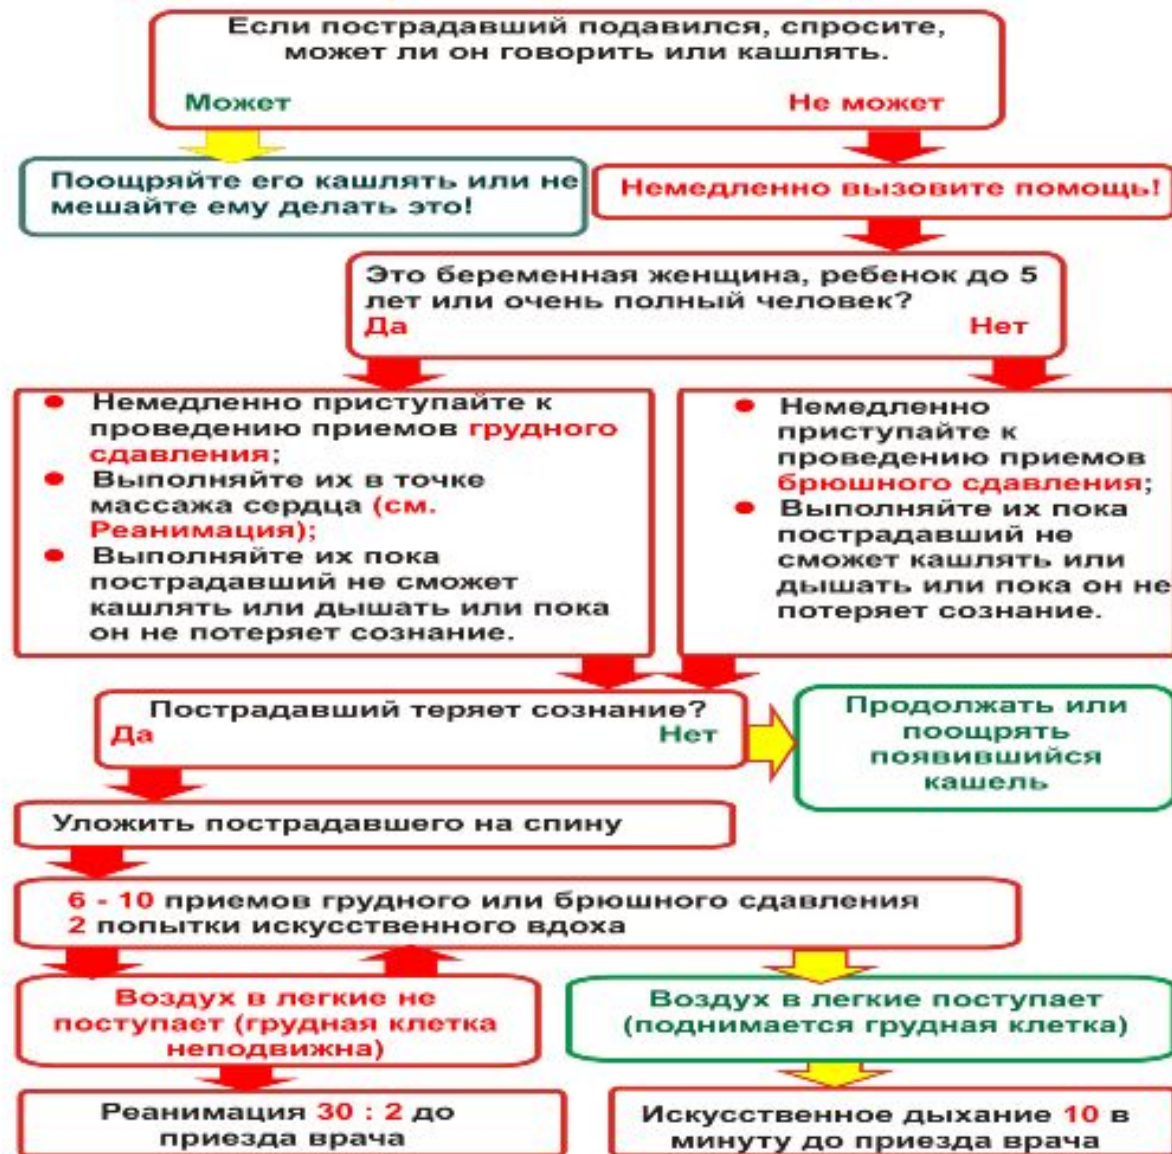 Если пострадавший подавился, спросите,
может ли он говорить или кашлять.
Может
Не может
Поощряйте его кашлять или не
мешайте ему делать это!
Немедленно вызовите помощь!
Это беременная женщина, ребенок до 5
лет или очень полный человек?
Да
Нет
● Немедленно приступайте к
проведению приемов грудного
сдавления;
● Выполняйте их в точке
массажа сердца (см.
Реанимация);
● Выполняйте их пока
пострадавший не сможет
кашлять или дышать или пока
он не потеряет сознание.
● Немедленно
приступайте к
проведению приемов
брюшного сдавления;
● Выполняйте их пока
пострадавший не
сможет кашлять или
дышать или пока он не
потеряет сознание.
Пострадавший теряет сознание?
Да
Нет
Продолжать или
поощрять
появившийся
кашель
Уложить пострадавшего на спину
6 - 10 приемов грудного или брюшного сдавления
2 попытки искусственного вдоха
Воздух в легкие не
поступает (грудная клетка
неподвижна)
Воздух в легкие поступает
(поднимается грудная клетка)
Реанимация 30 : 2 до
приезда врача
Искусственное дыхание 10 в
минуту до приезда врача